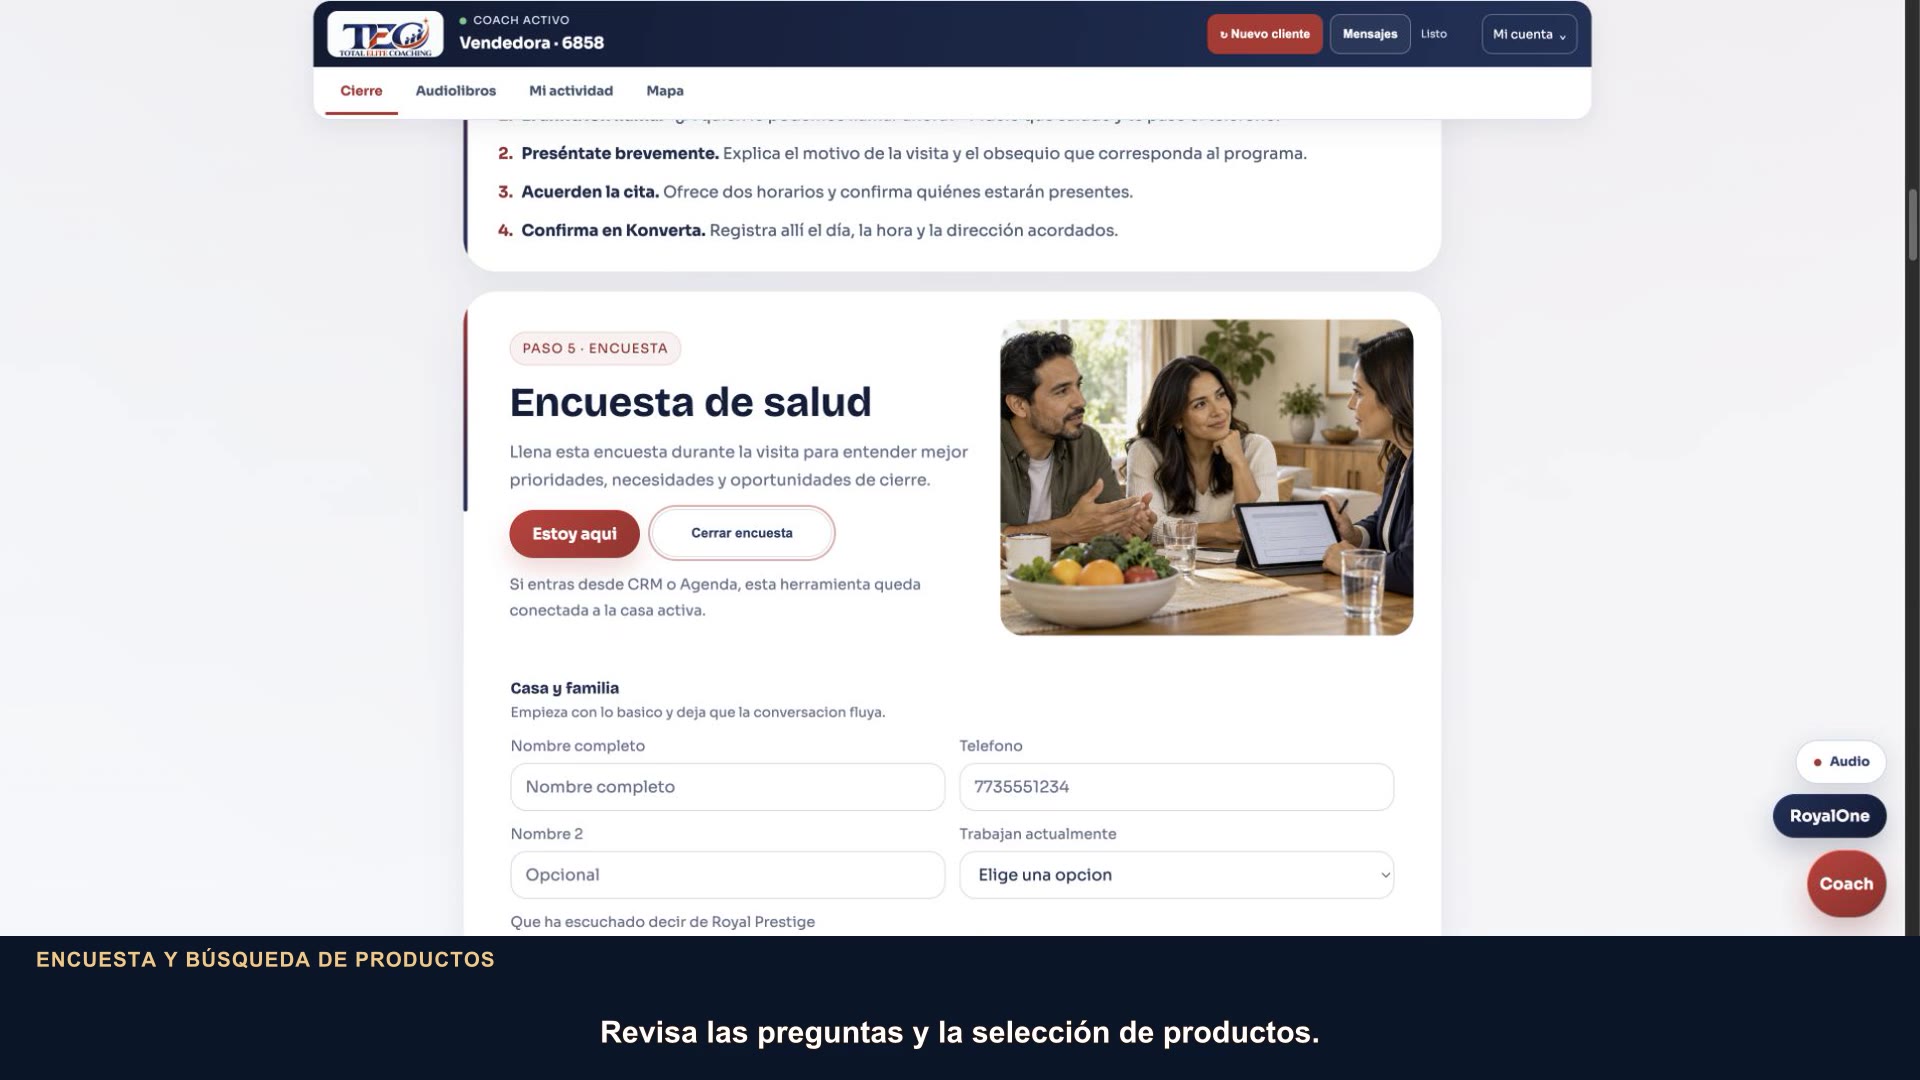 TEC
TOTAL ELITE COACHING
COACH ACTIVO
Vendedora · 6858
↻ Nuevo cliente
Mensajes
Listo
Mi cuenta
Cierre
Audiolibros
Mi actividad
Mapa
2. Preséntate brevemente. Explica el motivo de la visita y el obsequio que corresponda al programa.
3. Acuerden la cita. Ofrece dos horarios y confirma quiénes estarán presentes.
4. Confirma en Konverta. Registra allí el día, la hora y la dirección acordados.
PASO 5 · ENCUESTA
Encuesta de salud
Llena esta encuesta durante la visita para entender mejor
prioridades, necesidades y oportunidades de cierre.
Estoy aqui
Cerrar encuesta
Si entras desde CRM o Agenda, esta herramienta queda
conectada a la casa activa.
Casa y familia
Empieza con lo basico y deja que la conversacion fluya.
Nombre completo
Telefono
Nombre completo
7735551234
Nombre 2
Trabajan actualmente
Opcional
Elige una opcion
Que ha escuchado decir de Royal Prestige
Audio
RoyalOne
Coach
ENCUESTA Y BÚSQUEDA DE PRODUCTOS
Revisa las preguntas y la selección de productos.